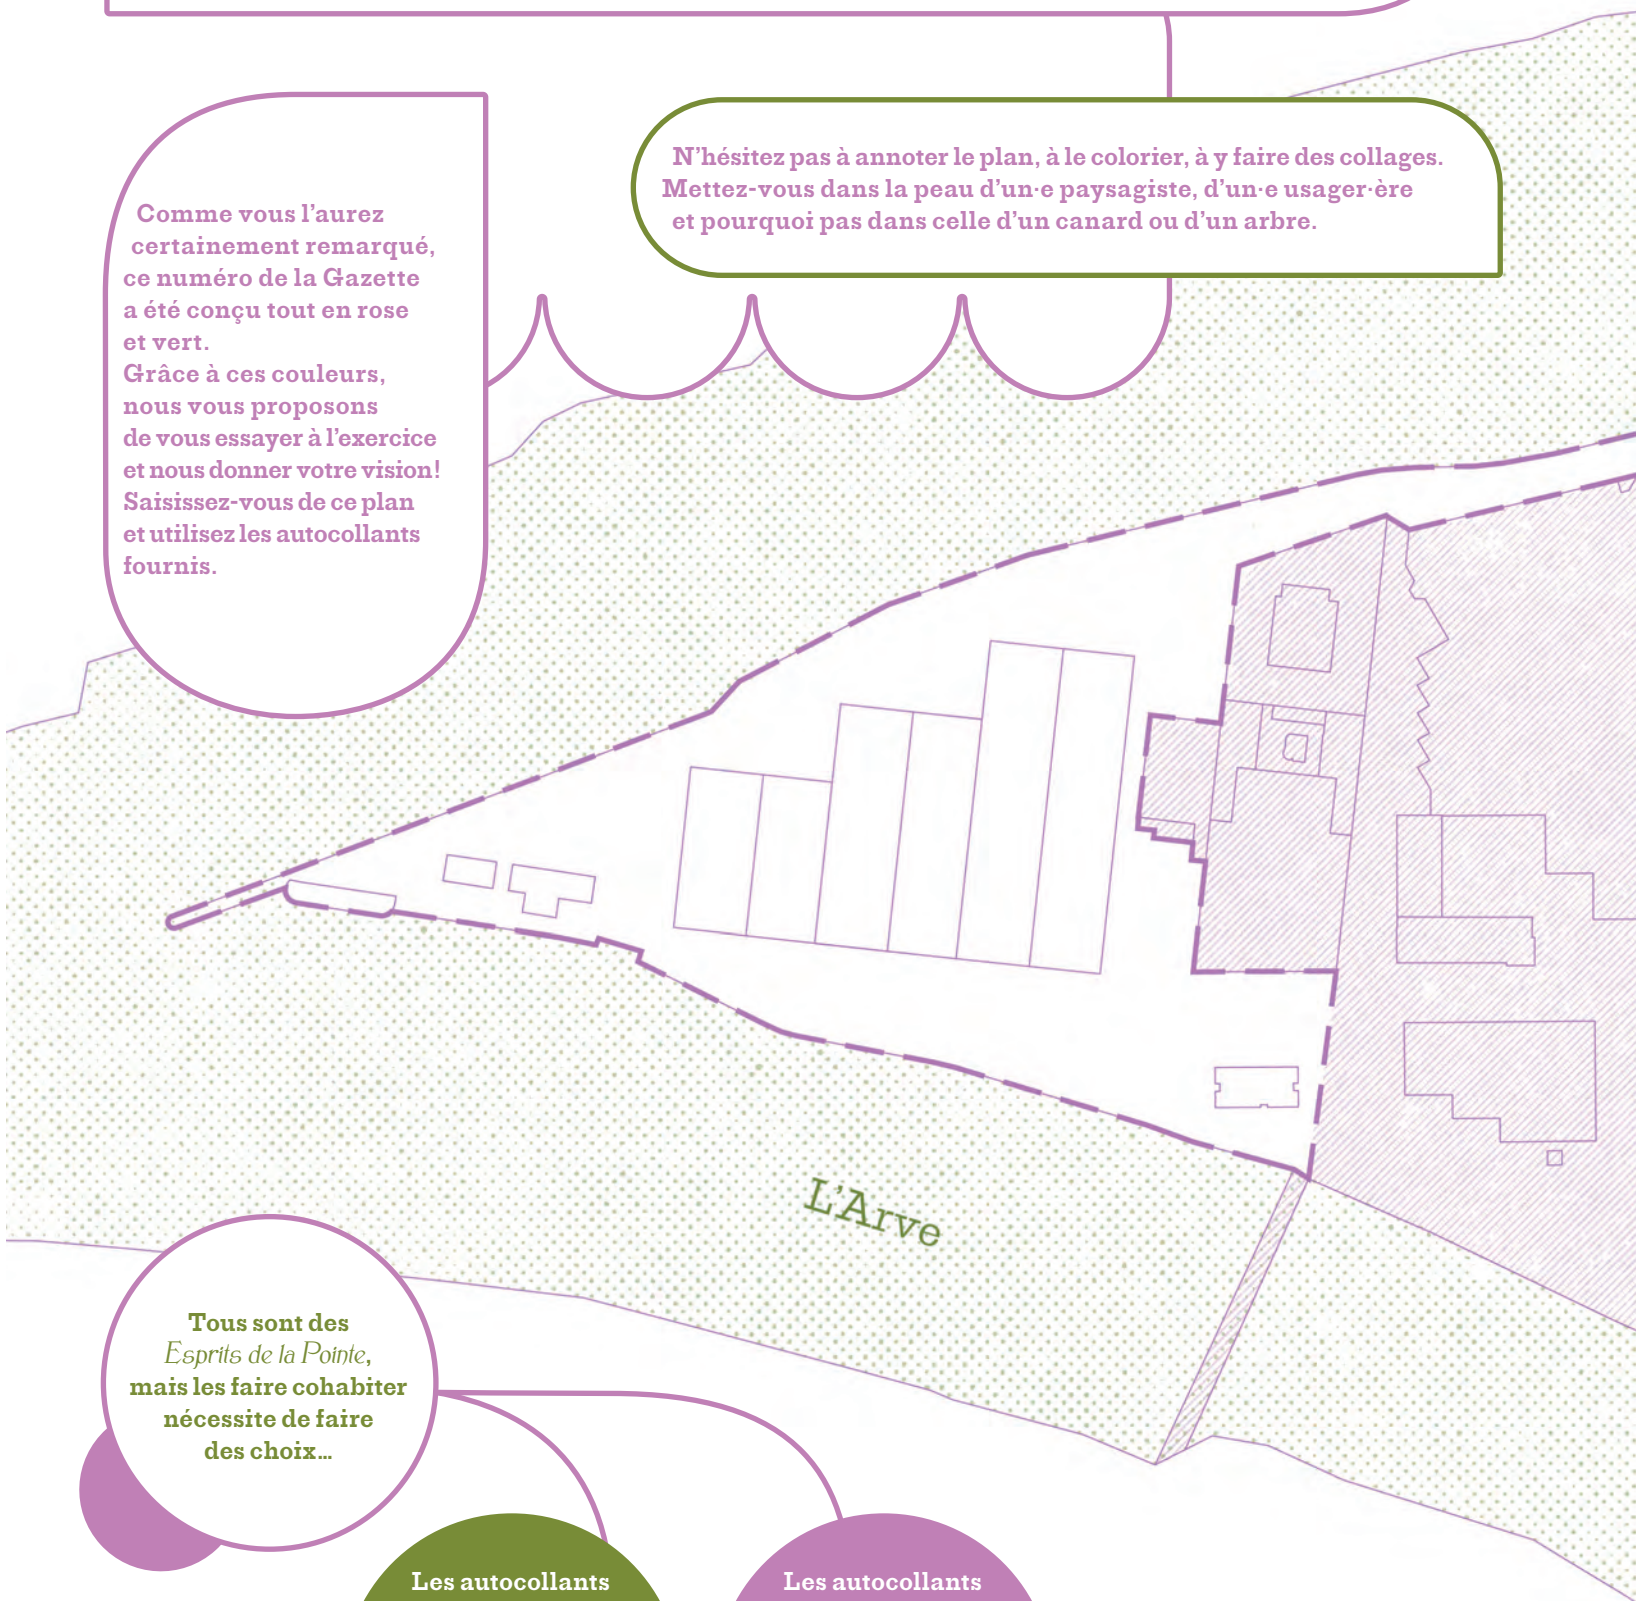 N'hésitez pas à annoter le plan, à le colorier, à y faire des collages.
Mettez-vous dans la peau d'un·e paysagiste, d'un·e usager·ère
et pourquoi pas dans celle d'un canard ou d'un arbre.
Comme vous l'aurez
certainement remarqué,
ce numéro de la Gazette
a été conçu tout en rose
et vert.
Grâce à ces couleurs,
nous vous proposons
de vous essayer à l'exercice
et nous donner votre vision!
Saisissez-vous de ce plan
et utilisez les autocollants
fournis.
L'Arve
Tous sont des
Esprits de la Pointe,
mais les faire cohabiter
nécessite de faire
des choix...
Les autocollants
Les autocollants